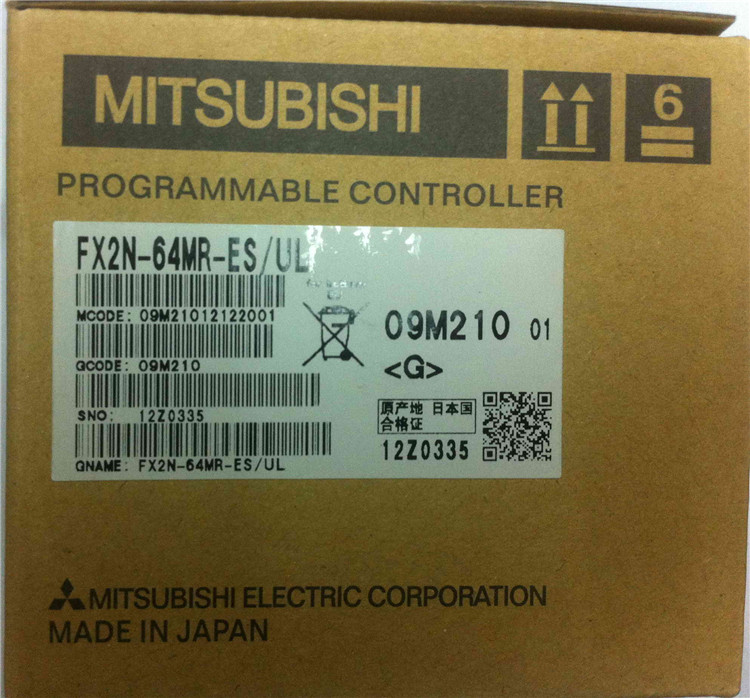 MITSUBISHI
6
PROGRAMMABLE CONTROLLER
FX2N-64MR-ES/UL
MCODE: 09M21012122001
GCODE: 09M210
SNO: 12Z0335
GNAME: FX2N-64MR-ES/UL
09M210 01
<G>
原产地 日本国
合格证
12Z0335
MITSUBISHI ELECTRIC CORPORATION
MADE IN JAPAN